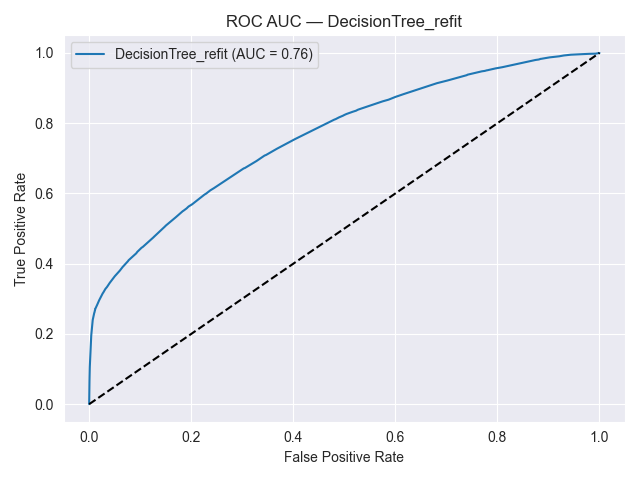 ROC AUC — DecisionTree_refit
DecisionTree_refit (AUC = 0.76)
1.0
0.8
0.6
0.4
0.2
0.0
True Positive Rate
0.0 0.2 0.4 0.6 0.8 1.0
False Positive Rate